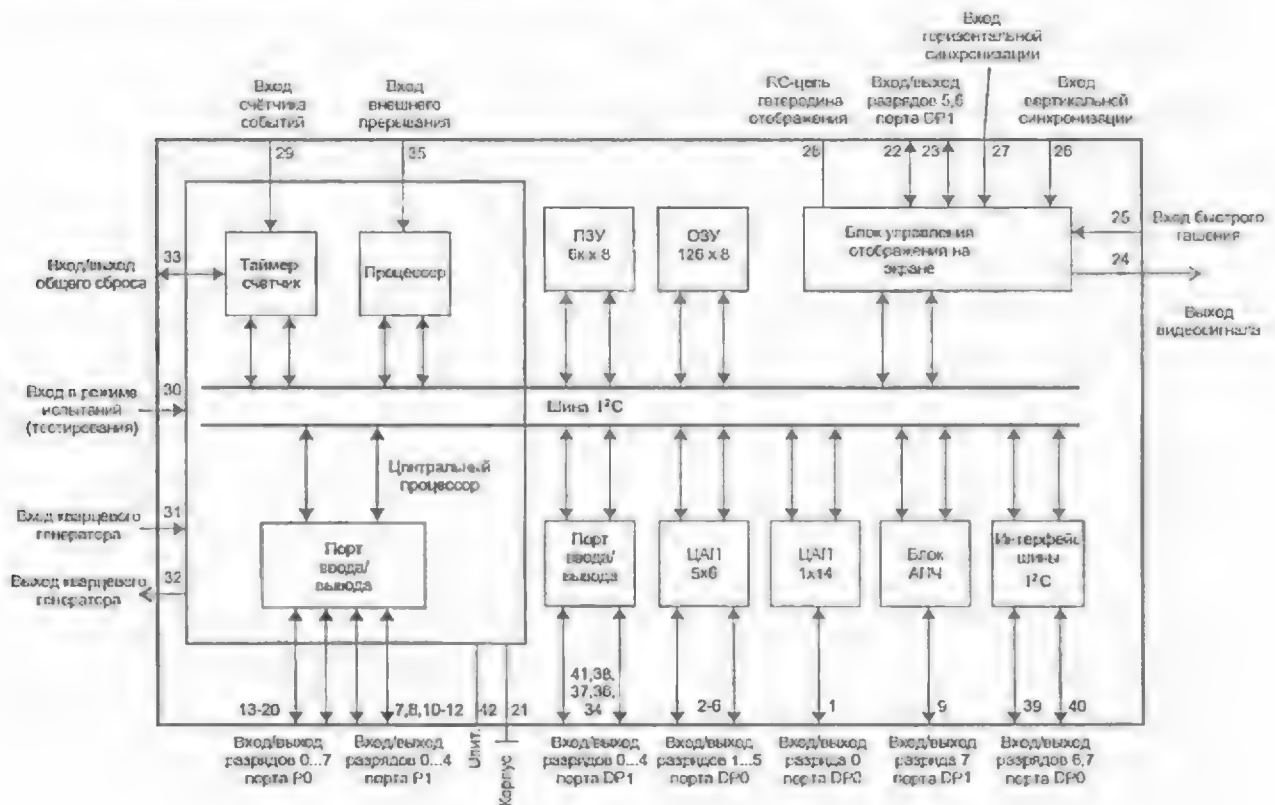 Вход
горизонтальной
синхронизации
Вход
счётчика
событий
Вход
внешнего
прерывания
RC-цепь
гетеродина
отображения
Вход/выход
разрядов 5,6
порта DP1
Вход
вертикальной
синхронизации
29
35
28
22
23
27
26
Вход/выход
общего сброса
33
Таймер
счётчик
Процессор
ПЗУ
6к x 8
ОЗУ
126 x 8
Блок управления
отображения на
экране
25
Вход быстрого
гашения
24
Выход
видеосигнала
Вход в режиме
испытаний
(тестирования)
30
Шина I²C
Центральный
процессор
Вход кварцевого
генератора
31
Выход кварцевого
генератора
32
Порт
ввода/
вывода
Порт
ввода/
вывода
ЦАП
5x6
ЦАП
1x14
Блок
АПЧ
Интерфейс
шины
I²C
13-20
7,8,10-12
42
21
41,38,
37,36,
34
2-6
1
9
39
40
Вход/выход
разрядов 0...7
порта P0
Вход/выход
разрядов 0...4
порта P1
Uпит.
Корпус
Вход/выход
разрядов 0...4
порта DP1
Вход/выход
разрядов 1...5
порта DP0
Вход/выход
разряда 0
порта DP0
Вход/выход
разряда 7
порта DP1
Вход/выход
разрядов 6,7
порта DP0